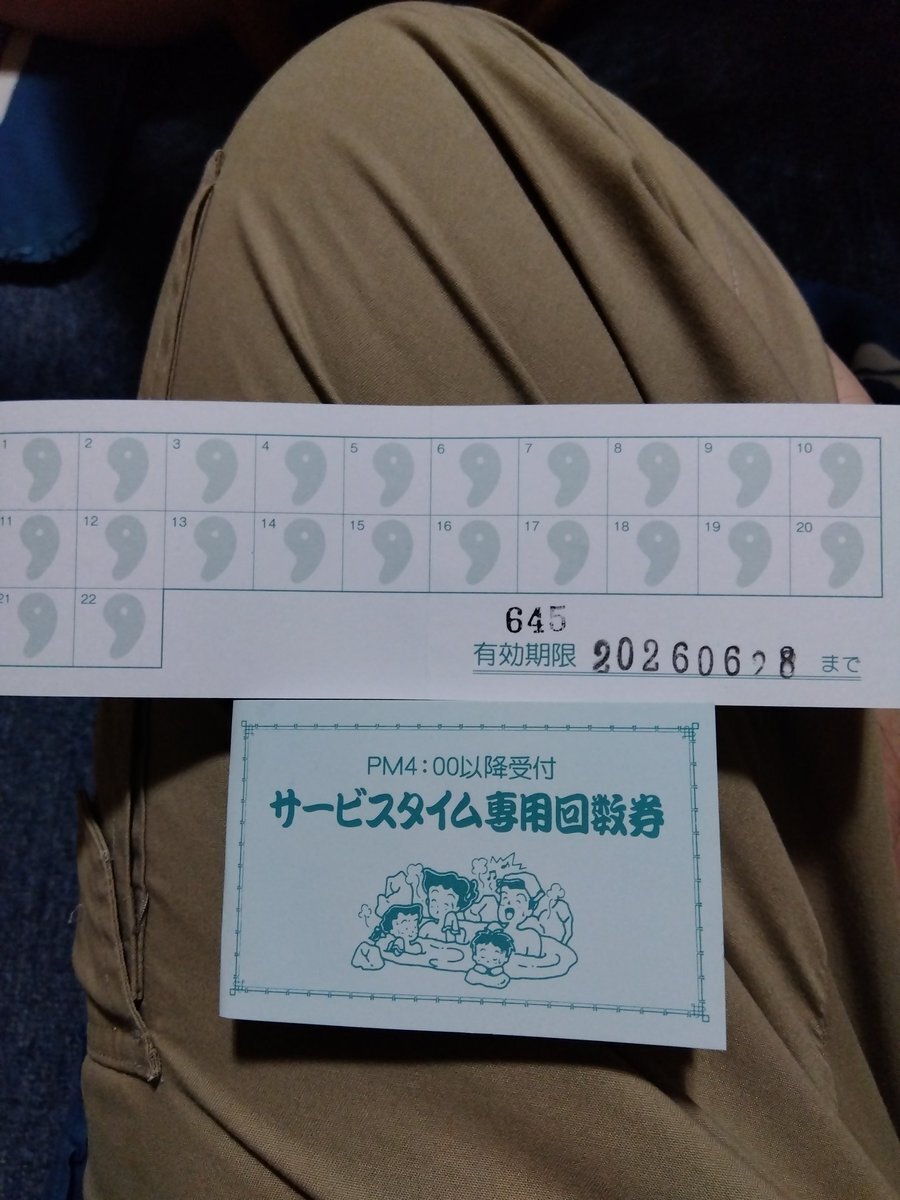 1 2 3 4 5 6 7 8 9 10
11 12 13 14 15 16 17 18 19 20
21 22
645
有効期限 20260628 まで
PM4:00以降受付
サービスタイム専用回数券